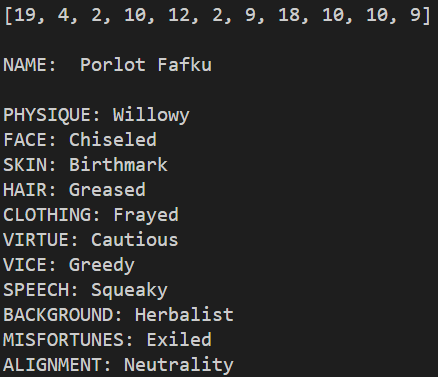 [19, 4, 2, 10, 12, 2, 9, 18, 10, 10, 9]
NAME:  Porlot Fafku
PHYSIQUE: Willowy
FACE: Chiseled
SKIN: Birthmark
HAIR: Greased
CLOTHING: Frayed
VIRTUE: Cautious
VICE: Greedy
SPEECH: Squeaky
BACKGROUND: Herbalist
MISFORTUNES: Exiled
ALIGNMENT: Neutrality